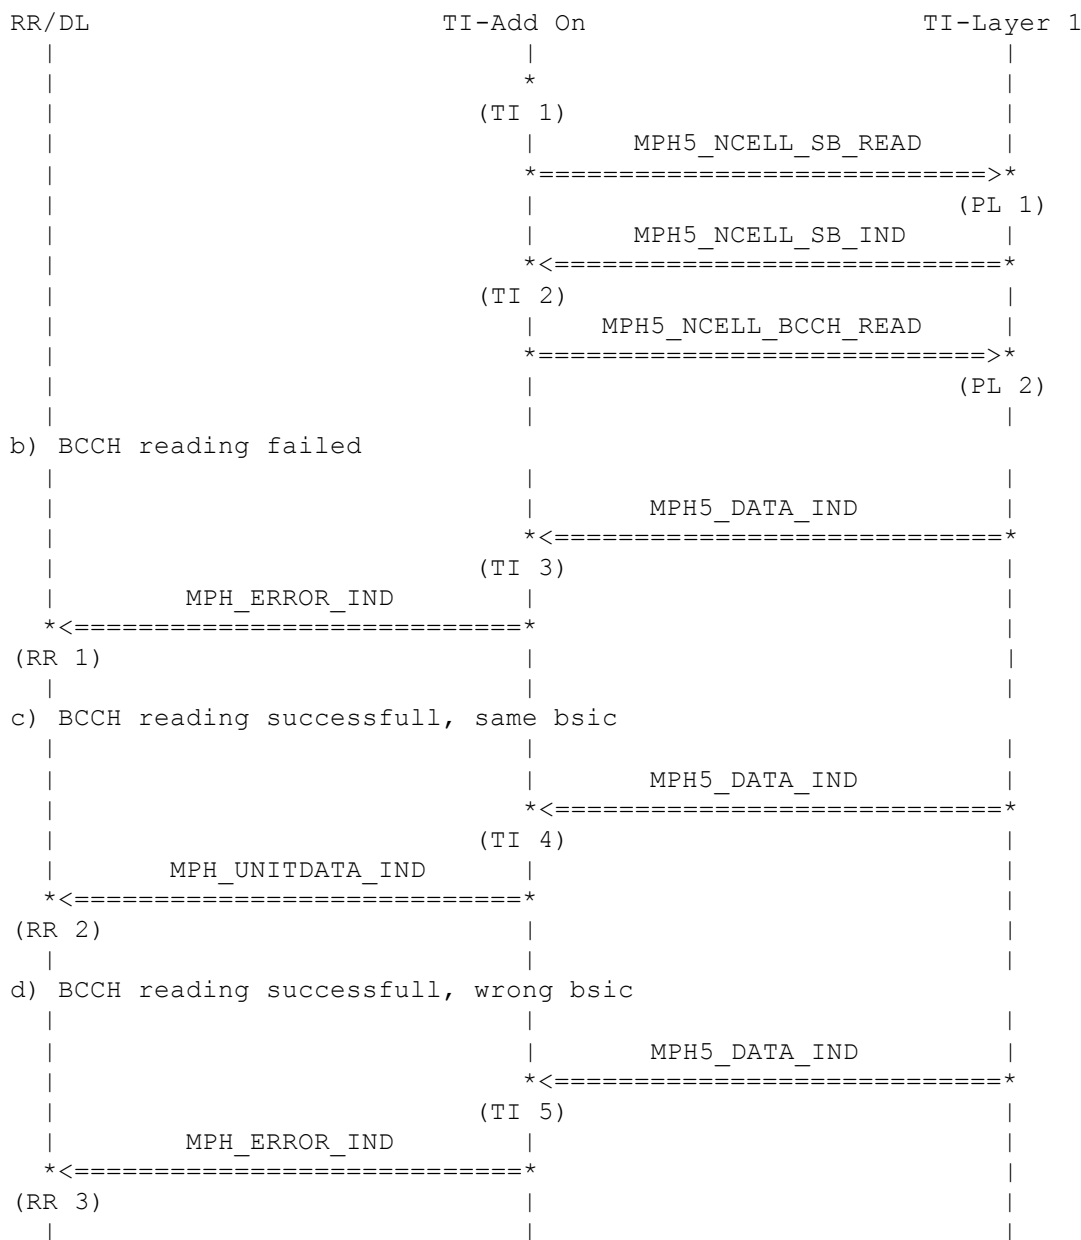 RR/DL TI-Add On TI-Layer 1
| | |
| * |
| (TI 1) |
| | MPH5_NCELL_SB_READ |
| *============================>*
| | (PL 1)
| | MPH5_NCELL_SB_IND |
| *<============================*
| (TI 2) |
| | MPH5_NCELL_BCCH_READ |
| *============================>*
| | (PL 2)
| | |
b) BCCH reading failed
| | |
| | MPH5_DATA_IND |
| *<============================*
| (TI 3) |
| MPH_ERROR_IND | |
*<============================* |
(RR 1) | |
| | |
c) BCCH reading successfull, same bsic
| | |
| | MPH5_DATA_IND |
| *<============================*
| (TI 4) |
| MPH_UNITDATA_IND | |
*<============================* |
(RR 2) | |
| | |
d) BCCH reading successfull, wrong bsic
| | |
| | MPH5_DATA_IND |
| *<============================*
| (TI 5) |
| MPH_ERROR_IND | |
*<============================* |
(RR 3) | |
| | |